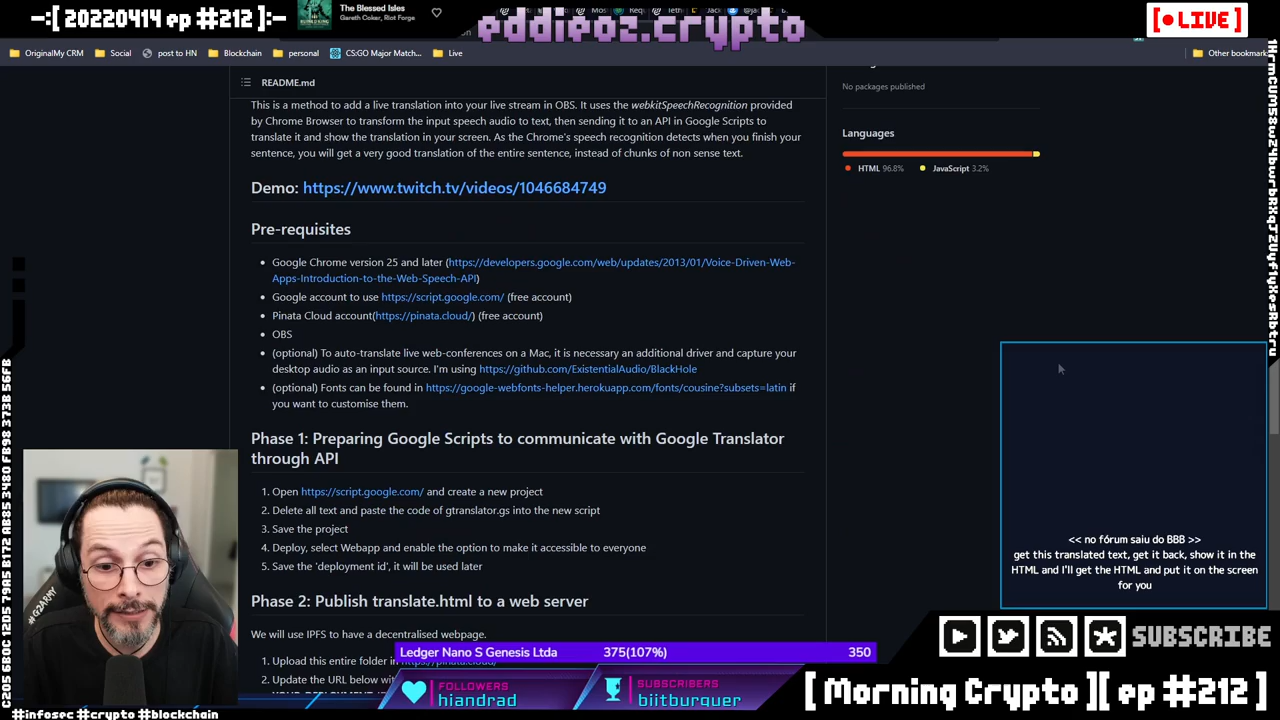 -:[ 20220414 ep #212 ]:-
The Blessed Isles
Gareth Coker, Riot Forge
eddieoz.crypto
[ LIVE ]
OriginalMy CRM
Social
post to HN
Blockchain
personal
CS:GO Major Match...
Live
Other bookmark
README.md
This is a method to add a live translation into your live stream in OBS. It uses the webkitSpeechRecognition provided
by Chrome Browser to transform the input speech audio to text, then sending it to an API in Google Scripts to
translate it and show the translation in your screen. As the Chrome's speech recognition detects when you finish your
sentence, you will get a very good translation of the entire sentence, instead of chunks of non sense text.
Demo: https://www.twitch.tv/videos/1046684749
Pre-requisites
Google Chrome version 25 and later (https://developers.google.com/web/updates/2013/01/Voice-Driven-Web-
Apps-Introduction-to-the-Web-Speech-API)
Google account to use https://script.google.com/ (free account)
Pinata Cloud account(https://pinata.cloud/) (free account)
OBS
(optional) To auto-translate live web-conferences on a Mac, it is necessary an additional driver and capture your
desktop audio as an input source. I'm using https://github.com/ExistentialAudio/BlackHole
(optional) Fonts can be found in https://google-webfonts-helper.herokuapp.com/fonts/cousine?subsets=latin if
you want to customise them.
Phase 1: Preparing Google Scripts to communicate with Google Translator
through API
1. Open https://script.google.com/ and create a new project
2. Delete all text and paste the code of gtranslator.gs into the new script
3. Save the project
4. Deploy, select Webapp and enable the option to make it accessible to everyone
5. Save the 'deployment id', it will be used later
Phase 2: Publish translate.html to a web server
We will use IPFS to have a decentralised webpage.
1. Upload this entire folder in https://pinata.cloud/
2. Update the URL below wit
No packages published
Languages
HTML 96.8%
JavaScript 3.2%
<< no fórum saiu do BBB >>
get this translated text, get it back, show it in the
HTML and I'll get the HTML and put it on the screen
for you
SUBSCRIBE
Ledger Nano S Genesis Ltda 375(107%) 350
FOLLOWERS
hiandrad
SUBSCRIBERS
biitburguer
[ Morning Crypto ][ ep #212 ]
#infosec #crypto #blockchain
#G2ARMY